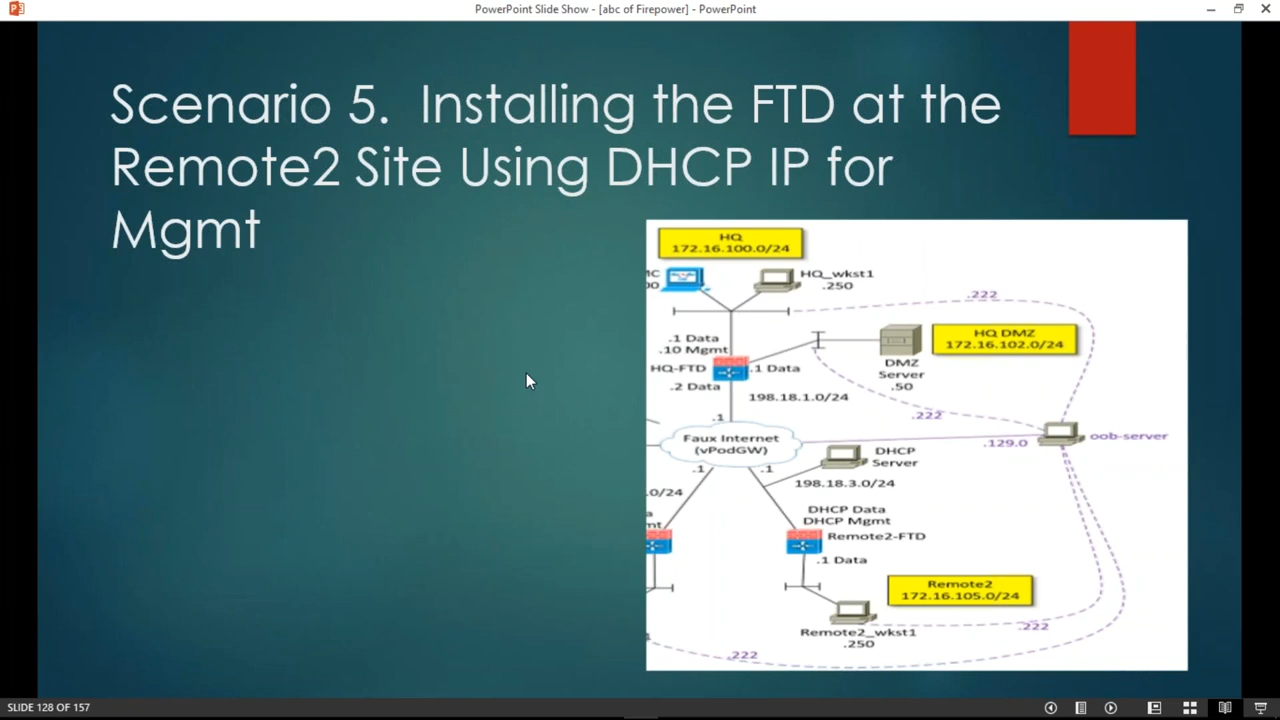 PowerPoint Slide Show - [abc of Firepower] - PowerPoint
Scenario 5. Installing the FTD at the
Remote2 Site Using DHCP IP for
Mgmt
HQ
172.16.100.0/24
HQ_wkst1
.250
.222
.1 Data
.10 Mgmt
HQ-FTD
.1 Data
.2 Data
HQ DMZ
172.16.102.0/24
DMZ
Server
.50
198.18.1.0/24
.222
.1
Faux Internet
(vPodGW)
.129.0
oob-server
.1
.1
DHCP
Server
.0/24
198.18.3.0/24
DHCP Data
DHCP Mgmt
Remote2-FTD
.1 Data
Remote2
172.16.105.0/24
Remote2_wkst1
.250
.222
.222
SLIDE 128 OF 157